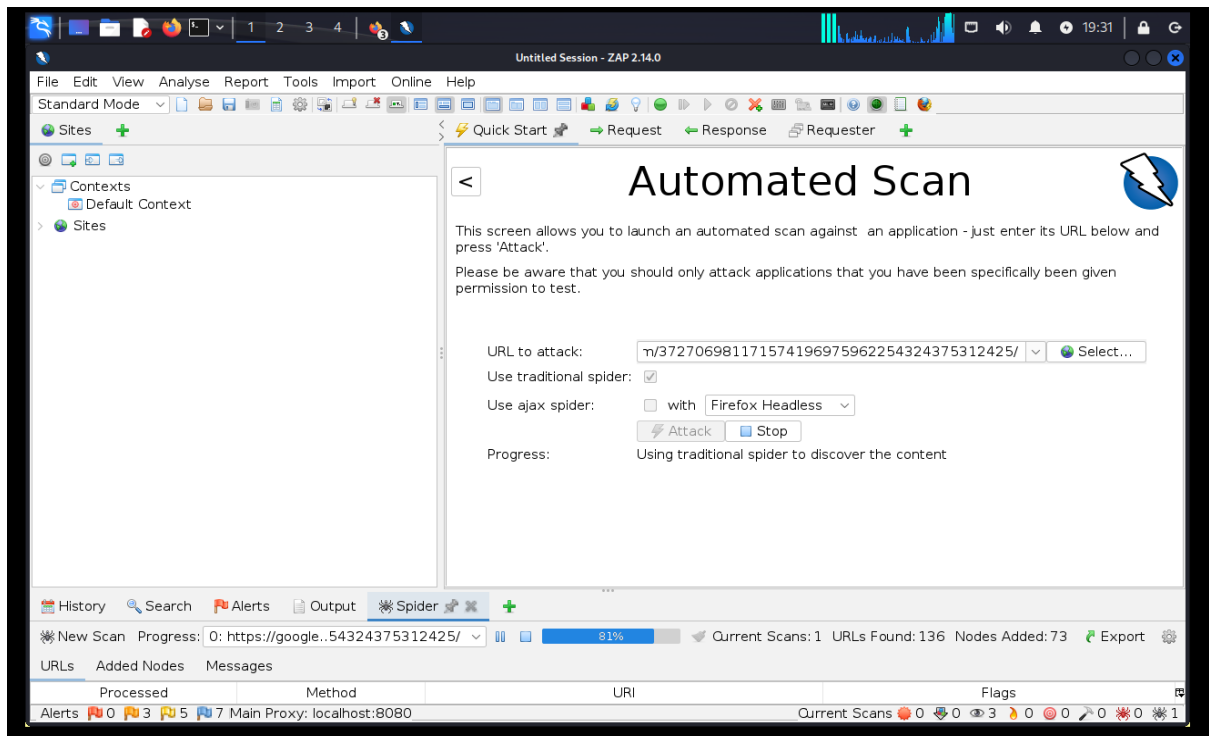 1 2 3 4 3 19:31
Untitled Session - ZAP 2.14.0
File Edit View Analyse Report Tools Import Online Help
Standard Mode
Sites Quick Start Request Response Requester
< Automated Scan
Contexts
Default Context
Sites
This screen allows you to launch an automated scan against an application - just enter its URL below and
press 'Attack'.
Please be aware that you should only attack applications that you have been specifically been given
permission to test.
URL to attack: m/3727069811715741969759622543243753​12425/ Select...
Use traditional spider:
Use ajax spider: with Firefox Headless
Attack Stop
Progress: Using traditional spider to discover the content
History Search Alerts Output Spider
New Scan Progress: 0: https://google..54324375312425/ 81% Current Scans: 1 URLs Found: 136 Nodes Added: 73 Export
URLs Added Nodes Messages
Processed Method URI Flags
Alerts 0 3 5 7 Main Proxy: localhost:8080 Current Scans 0 0 3 0 0 0 0 1